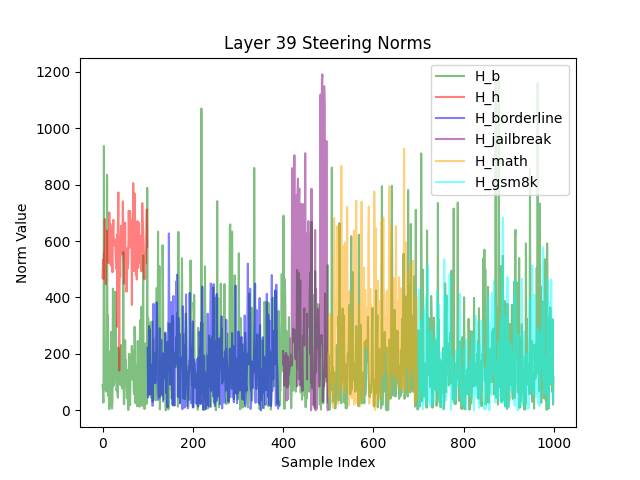 Layer 39 Steering Norms
1200
1000
800
600
400
200
0
Norm Value
H_b
H_h
H_borderline
H_jailbreak
H_math
H_gsm8k
0 200 400 600 800 1000
Sample Index